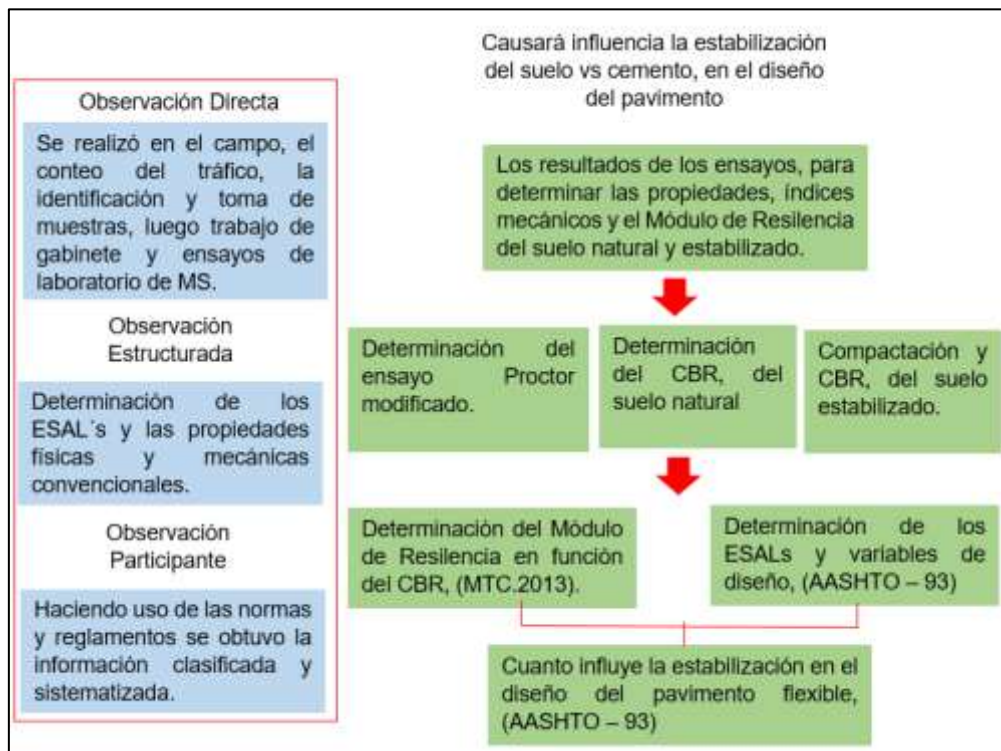 Observación Directa
Se realizó en el campo, el
conteo del tráfico, la
identificación y toma de
muestras, luego trabajo de
gabinete y ensayos de
laboratorio de MS.
Observación
Estructurada
Determinación de los
ESAL´s y las propiedades
físicas y mecánicas
convencionales.
Observación
Participante
Haciendo uso de las normas
y reglamentos se obtuvo la
información clasificada y
sistematizada.
Causará influencia la estabilización
del suelo vs cemento, en el diseño
del pavimento
Los resultados de los ensayos, para
determinar las propiedades, índices
mecánicos y el Módulo de Resilencia
del suelo natural y estabilizado.
Determinación del
ensayo Proctor
modificado.
Determinación
del CBR, del
suelo natural
Compactación y
CBR, del suelo
estabilizado.
Determinación del Módulo
de Resilencia en función
del CBR, (MTC.2013).
Determinación de los
ESALs y variables de
diseño, (AASHTO – 93)
Cuanto influye la estabilización en el
diseño del pavimento flexible,
(AASHTO – 93)